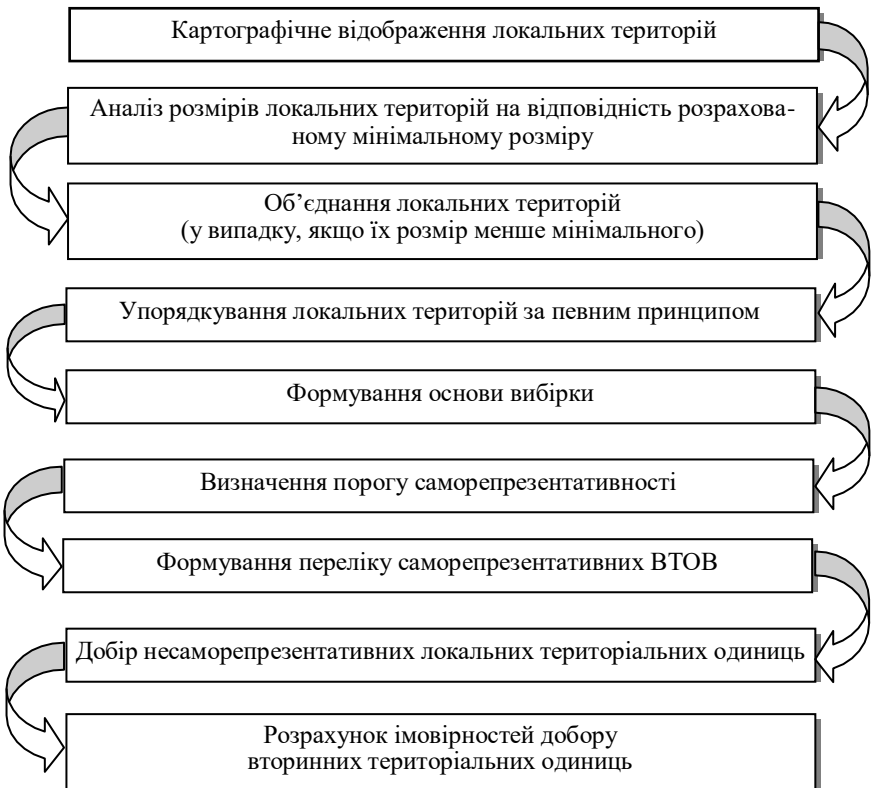 Картографічне відображення локальних територій
Аналіз розмірів локальних територій на відповідність розрахова-
ному мінімальному розміру
Об’єднання локальних територій
(у випадку, якщо їх розмір менше мінімального)
Упорядкування локальних територій за певним принципом
Формування основи вибірки
Визначення порогу саморепрезентативності
Формування переліку саморепрезентативних ВТОВ
Добір несаморепрезентативних локальних територіальних одиниць
Розрахунок імовірностей добору
вторинних територіальних одиниць